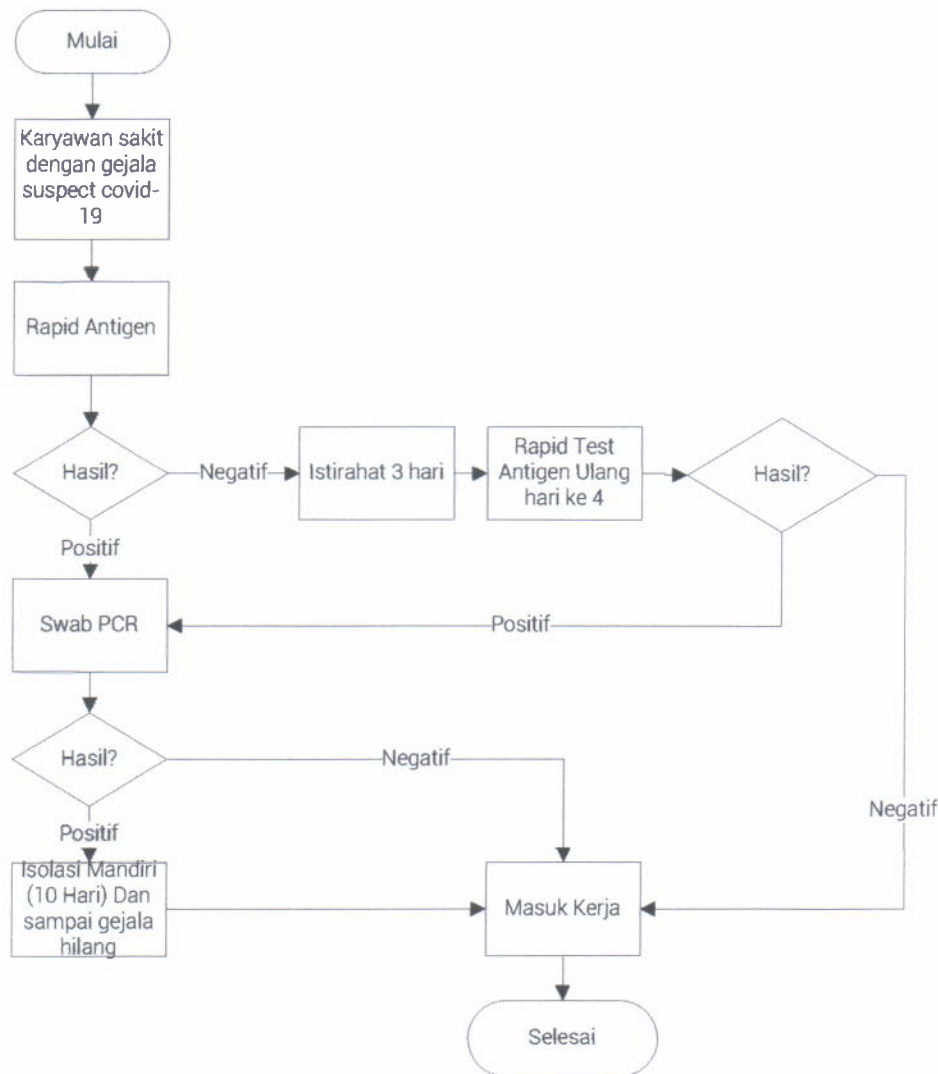 Mulai
Karyawan sakit
dengan gejala
suspect covid-
19
Rapid Antigen
Hasil?
Negatif
Istirahat 3 hari
Rapid Test
Antigen Ulang
hari ke 4
Hasil?
Positif
Swab PCR
Positif
Hasil?
Negatif
Negatif
Positif
Isolasi Mandiri
(10 Hari) Dan
sampai gejala
hilang
Masuk Kerja
Selesai